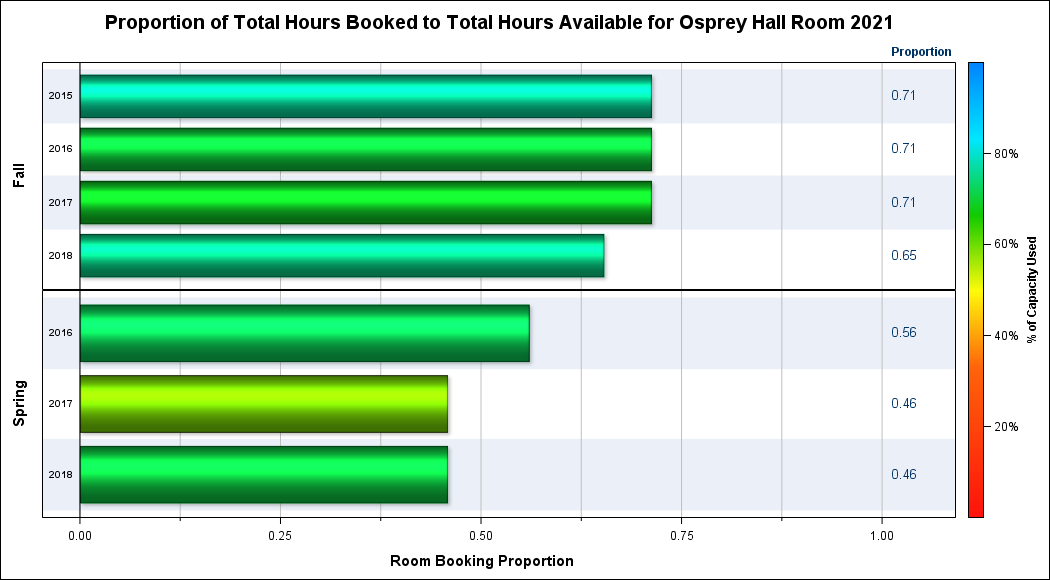 Proportion of Total Hours Booked to Total Hours Available for Osprey Hall Room 2021
Proportion
Fall
2015 0.71
2016 0.71
2017 0.71
2018 0.65
Spring
2016 0.56
2017 0.46
2018 0.46
0.00 0.25 0.50 0.75 1.00
Room Booking Proportion
80%
60%
40%
20%
% of Capacity Used